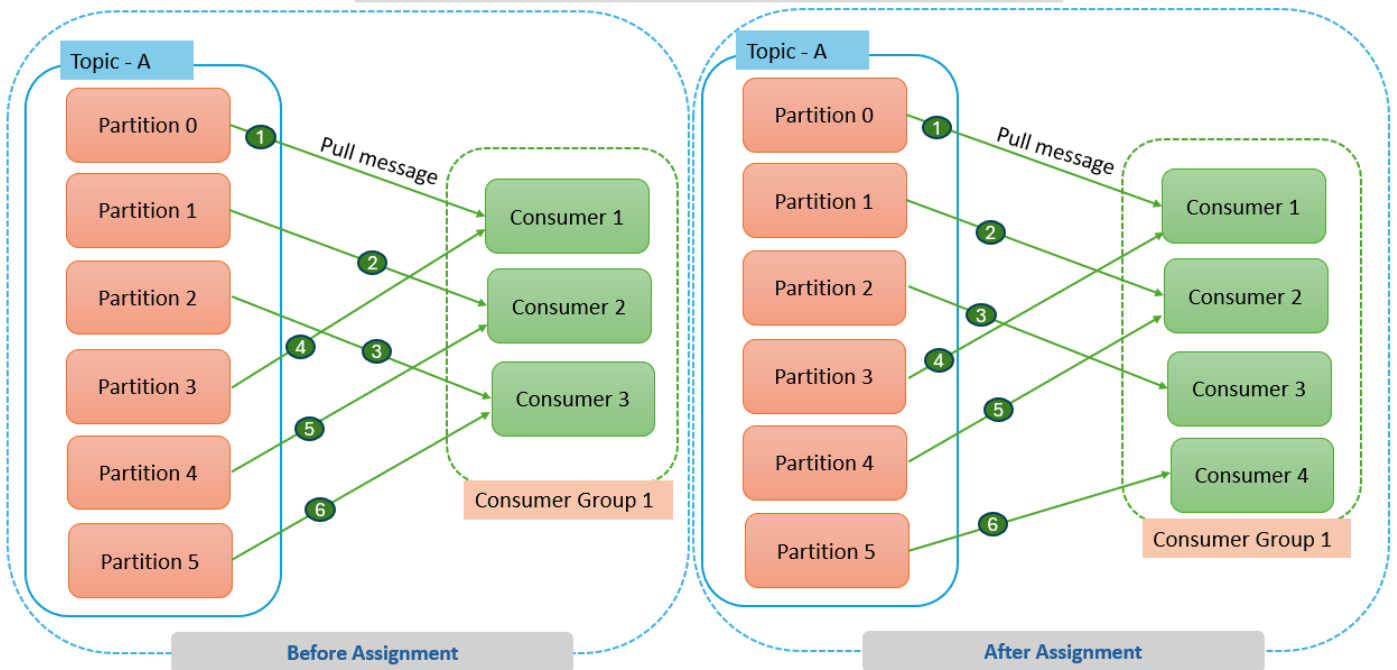 Topic - A
Partition 0
Partition 1
Partition 2
Partition 3
Partition 4
Partition 5
1
Pull message
2
4
3
5
6
Consumer 1
Consumer 2
Consumer 3
Consumer Group 1
Before Assignment
Topic - A
Partition 0
Partition 1
Partition 2
Partition 3
Partition 4
Partition 5
1
Pull message
2
3
4
5
6
Consumer 1
Consumer 2
Consumer 3
Consumer 4
Consumer Group 1
After Assignment